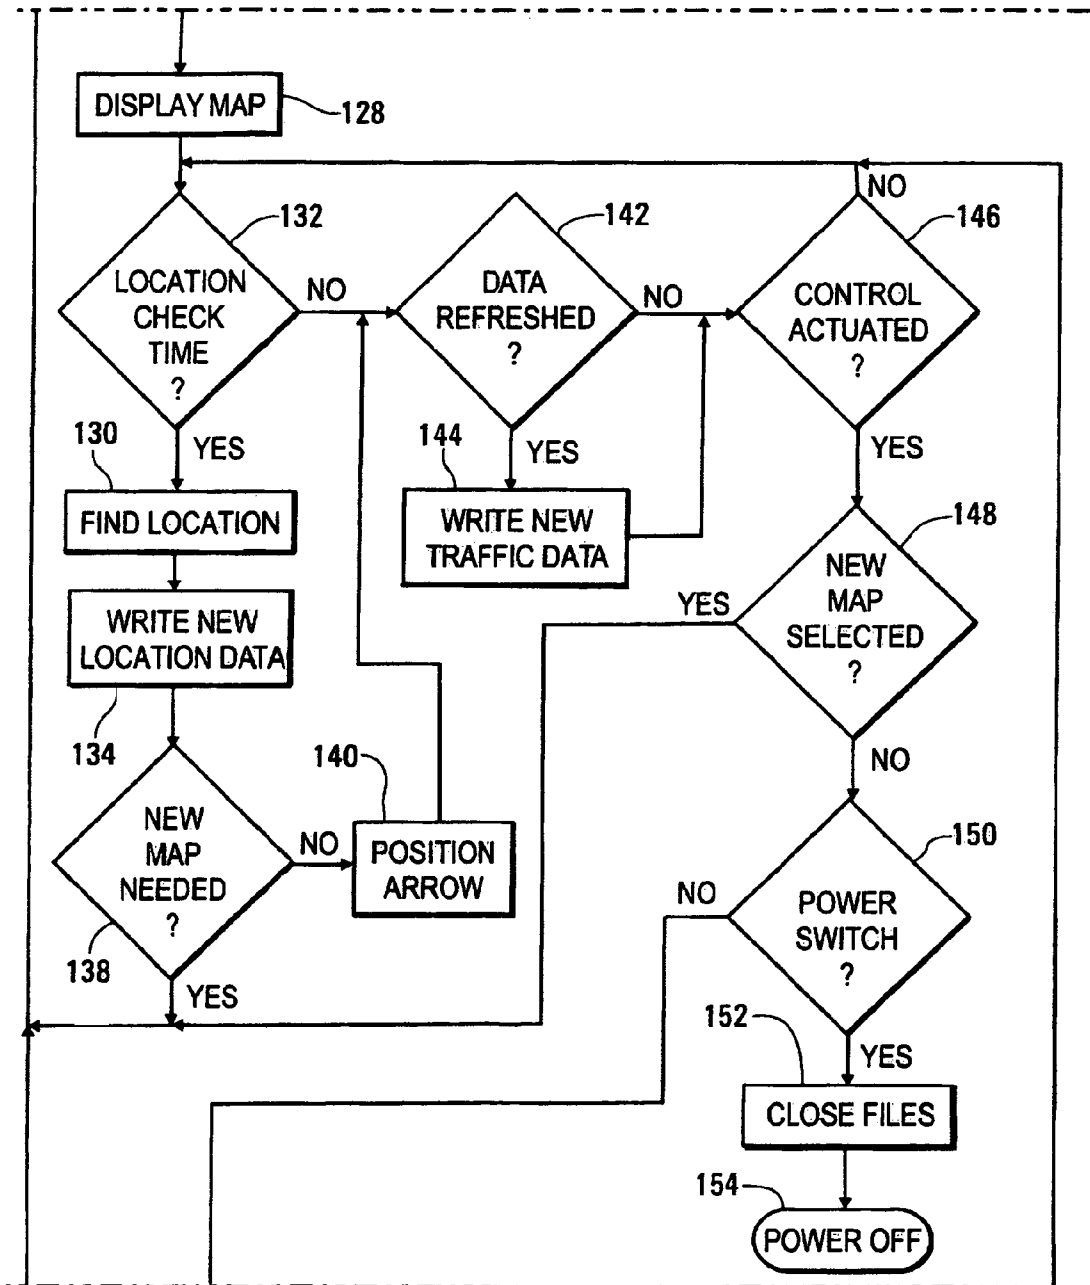 DISPLAY MAP
128
NO
132
142
146
LOCATION
CHECK
TIME
?
NO
DATA
REFRESHED
?
NO
CONTROL
ACTUATED
?
130
YES
144
YES
YES
FIND LOCATION
WRITE NEW
TRAFFIC DATA
148
NEW
MAP
SELECTED
?
YES
WRITE NEW
LOCATION DATA
134
140
NO
NEW
MAP
NEEDED
?
NO
POSITION
ARROW
150
NO
POWER
SWITCH
?
138
YES
152
YES
CLOSE FILES
154
POWER OFF